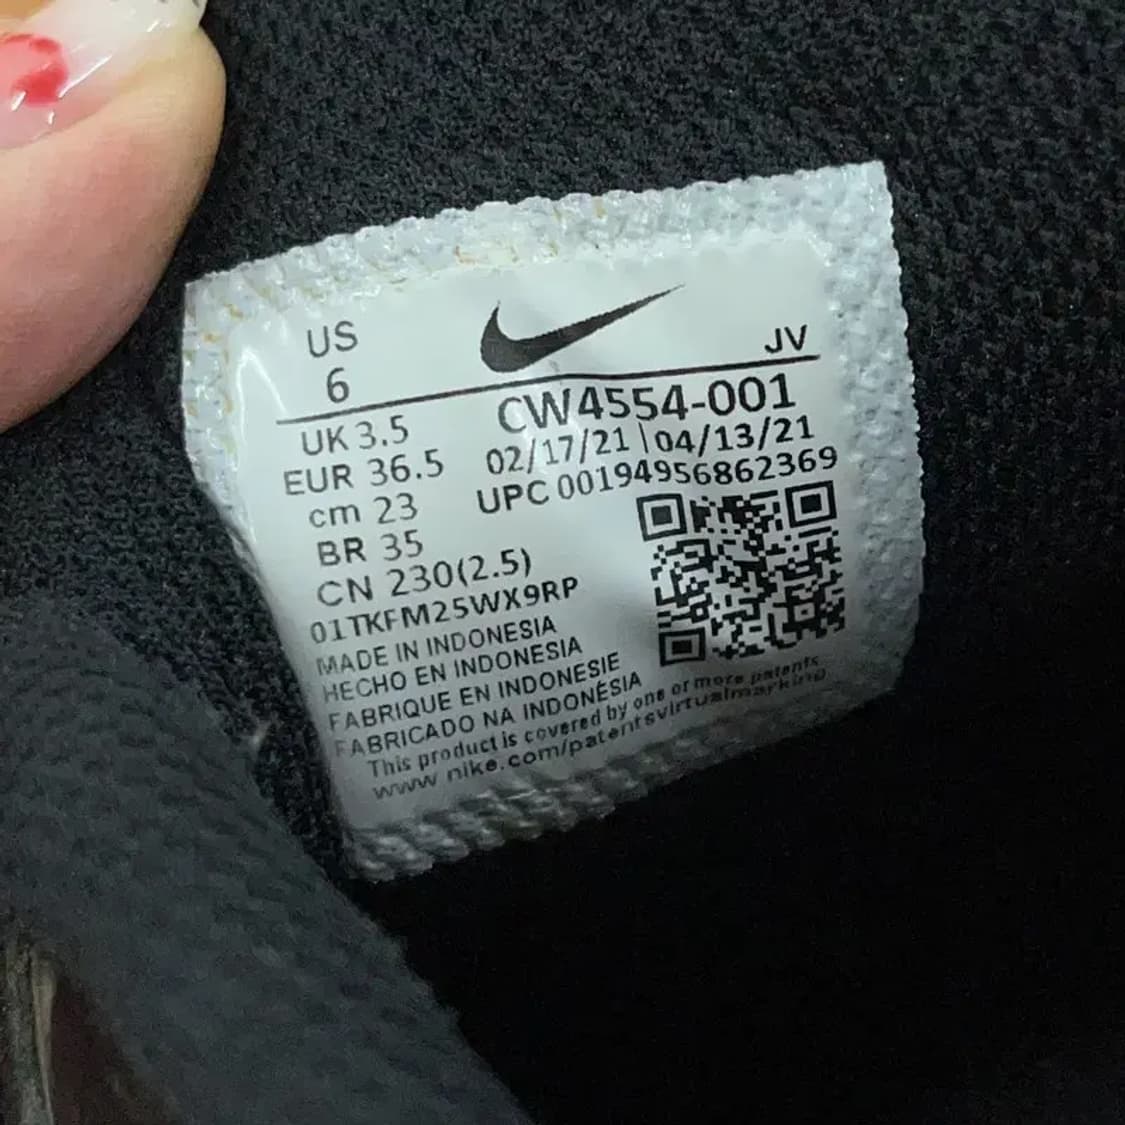 US
6
JV
UK 3.5
EUR 36.5
cm 23
BR 35
CN 230(2.5)
CW4554-001
02/17/21 | 04/13/21
UPC 00194956862369
01TKFM25WX9RP
MADE IN INDONESIA
HECHO EN INDONESIA
FABRIQUE EN INDONESIE
FABRICADO NA INDONÉSIA
This product is covered by one or more patents
www nike.com/patentsvirtualmarking